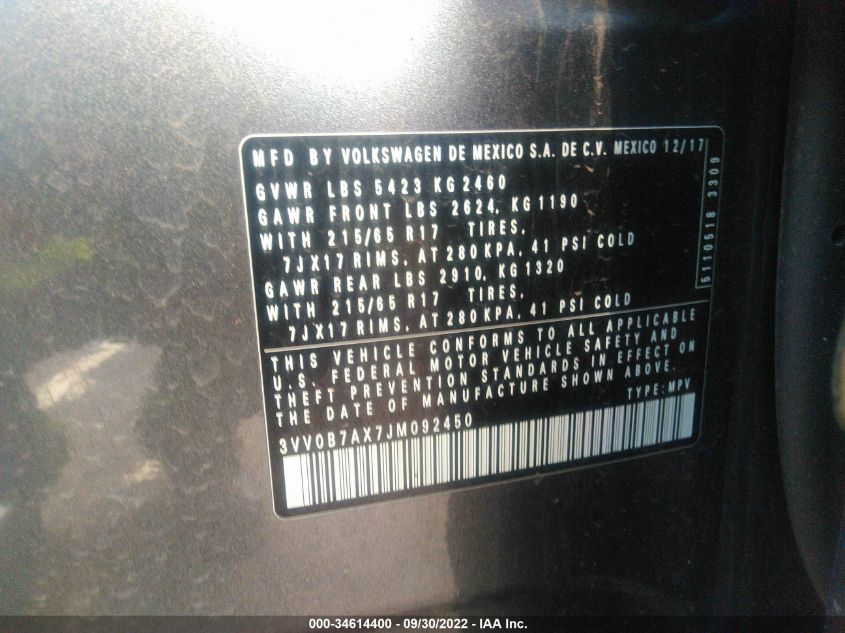 MFD BY VOLKSWAGEN DE MEXICO S.A. DE C.V. MEXICO 12/17
GVWR LBS 5423 KG 2460
GAWR FRONT LBS 2624, KG 1190
WITH 215/65 R17 TIRES,
7JX17 RIMS, AT 280 KPA, 41 PSI COLD
GAWR REAR LBS 2910, KG 1320
WITH 215/65 R17 TIRES,
7JX17 RIMS, AT 280 KPA, 41 PSI COLD
5110518 3309
THIS VEHICLE CONFORMS TO ALL APPLICABLE
U.S. FEDERAL MOTOR VEHICLE SAFETY AND
THEFT PREVENTION STANDARDS IN EFFECT ON
THE DATE OF MANUFACTURE SHOWN ABOVE.
TYPE: MPV
3VV0B7AX7JM092450
000-34614400 - 09/30/2022 - IAA Inc.